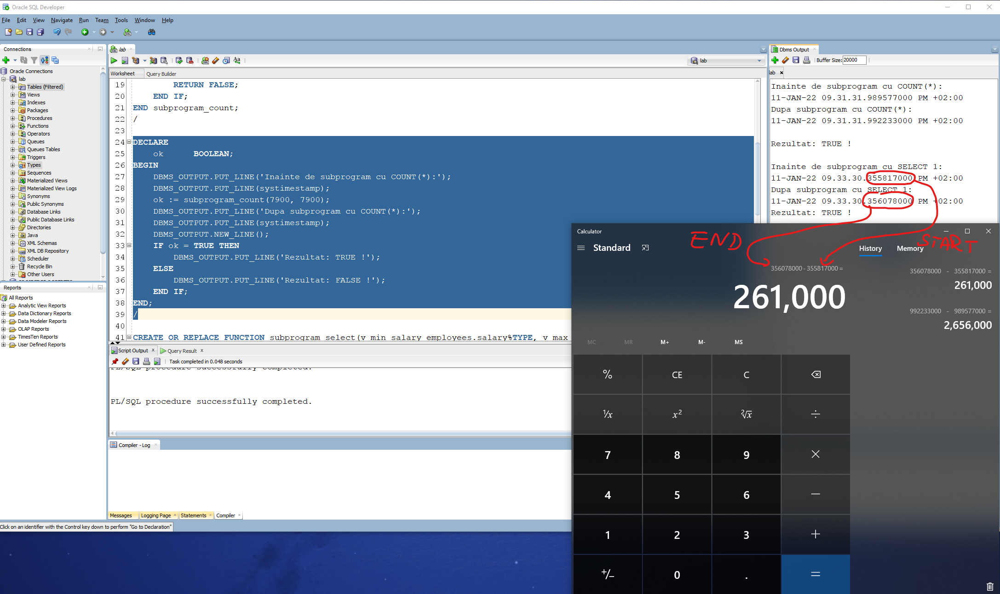 Oracle SQL Developer
File Edit View Navigate Run Team Tools Window Help
Connections
Oracle Connections
lab
Tables (Filtered)
Views
Indexes
Packages
Procedures
Functions
Operators
Queues
Queues Tables
Triggers
Types
Sequences
Materialized Views
Materialized View Logs
Synonyms
Public Synonyms
Database Links
Public Database Links
Directories
Java
XML Schemas
XML DB Repository
Scheduler
Recycle Bin
Other Users
Reports
All Reports
Analytic View Reports
Data Dictionary Reports
Data Modeler Reports
OLAP Reports
TimesTen Reports
User Defined Reports
lab
lab
Worksheet Query Builder
19 RETURN FALSE;
20 END IF;
21 END subprogram_count;
22 /
23
24 DECLARE
25 ok BOOLEAN;
26 BEGIN
27 DBMS_OUTPUT.PUT_LINE('Inainte de subprogram cu COUNT(*):');
28 DBMS_OUTPUT.PUT_LINE(systimestamp);
29 ok := subprogram_count(7900, 7900);
30 DBMS_OUTPUT.PUT_LINE('Dupa subprogram cu COUNT(*):');
31 DBMS_OUTPUT.PUT_LINE(systimestamp);
32 DBMS_OUTPUT.NEW_LINE();
33 IF ok = TRUE THEN
34 DBMS_OUTPUT.PUT_LINE('Rezultat: TRUE !');
35 ELSE
36 DBMS_OUTPUT.PUT_LINE('Rezultat: FALSE !');
37 END IF;
38 END;
39 /
40
41 CREATE OR REPLACE FUNCTION subprogram_select(v_min_salary employees.salary%TYPE, v_max_
Script Output Query Result
Task completed in 0.048 seconds
PL/SQL procedure successfully completed.
PL/SQL procedure successfully completed.
Compiler - Log
Messages Logging Page Statements Compiler
Click on an identifier with the Control key down to perform "Go to Declaration"
Dbms Output
Buffer Size: 20000
lab
Inainte de subprogram cu COUNT(*):
11-JAN-22 09.31.31.989577000 PM +02:00
Dupa subprogram cu COUNT(*):
11-JAN-22 09.31.31.992233000 PM +02:00
Rezultat: TRUE !
Inainte de subprogram cu SELECT 1:
11-JAN-22 09.33.30.355817000 PM +02:00
Dupa subprogram cu SELECT 1:
11-JAN-22 09.33.30.356078000 PM +02:00
Rezultat: TRUE !
END
START
Calculator
Standard
History Memory
356078000 - 355817000 =
261,000
356078000 - 355817000 =
261,000
992233000 - 989577000 =
2,656,000
MC MR M+ M- MS
% CE C
⅟x x² ²√x ÷
7 8 9 ×
4 5 6 −
1 2 3 +
+/− 0 . =